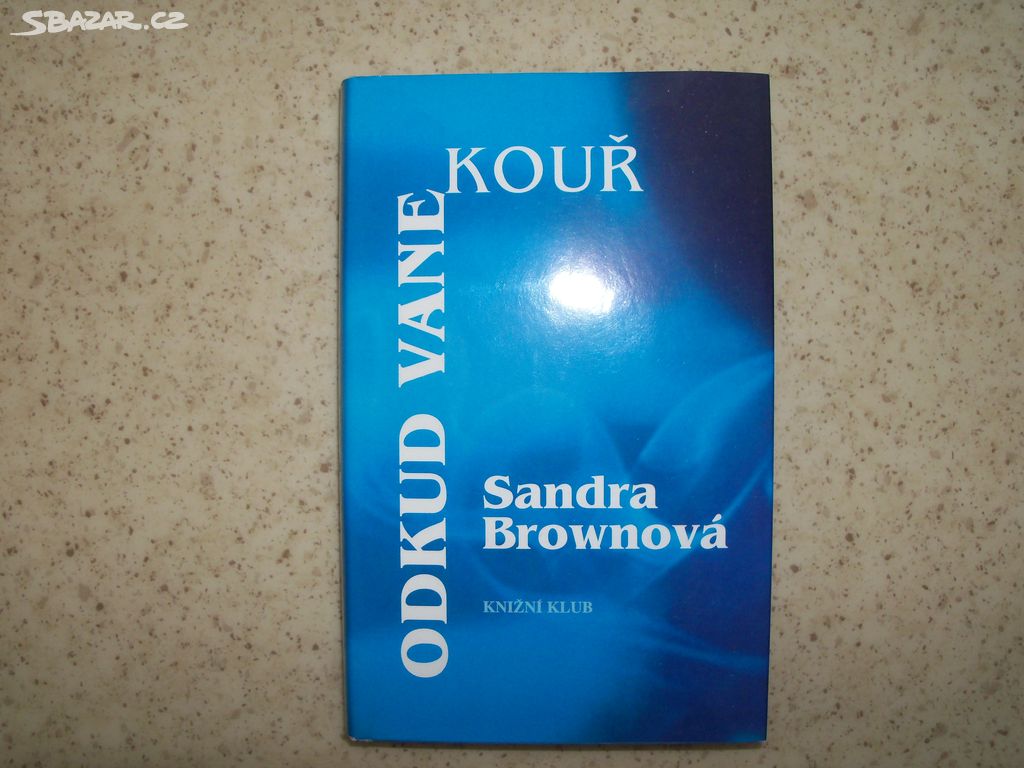 SBAZAR.CZ
ODKUD VANE
KOUŘ
Sandra
Brownová
KNIŽNÍ KLUB